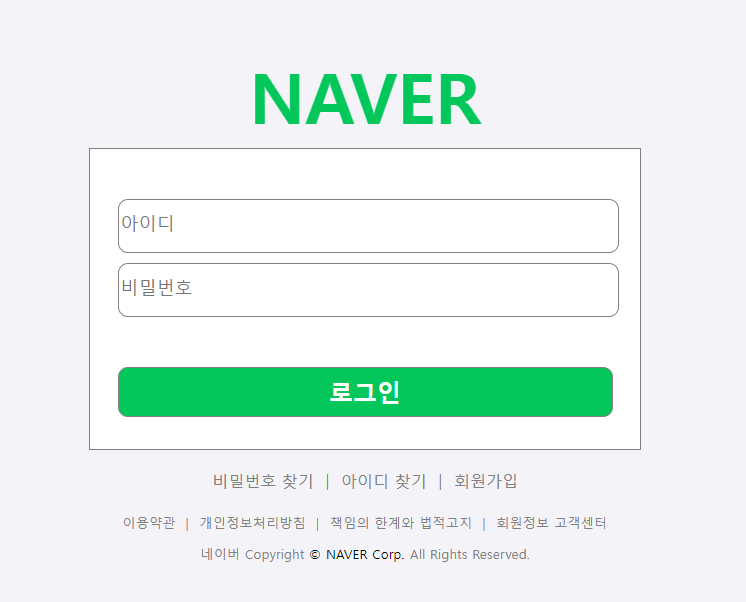 NAVER
아이디
비밀번호
로그인
비밀번호 찾기 | 아이디 찾기 | 회원가입
이용약관 | 개인정보처리방침 | 책임의 한계와 법적고지 | 회원정보 고객센터
네이버 Copyright © NAVER Corp. All Rights Reserved.